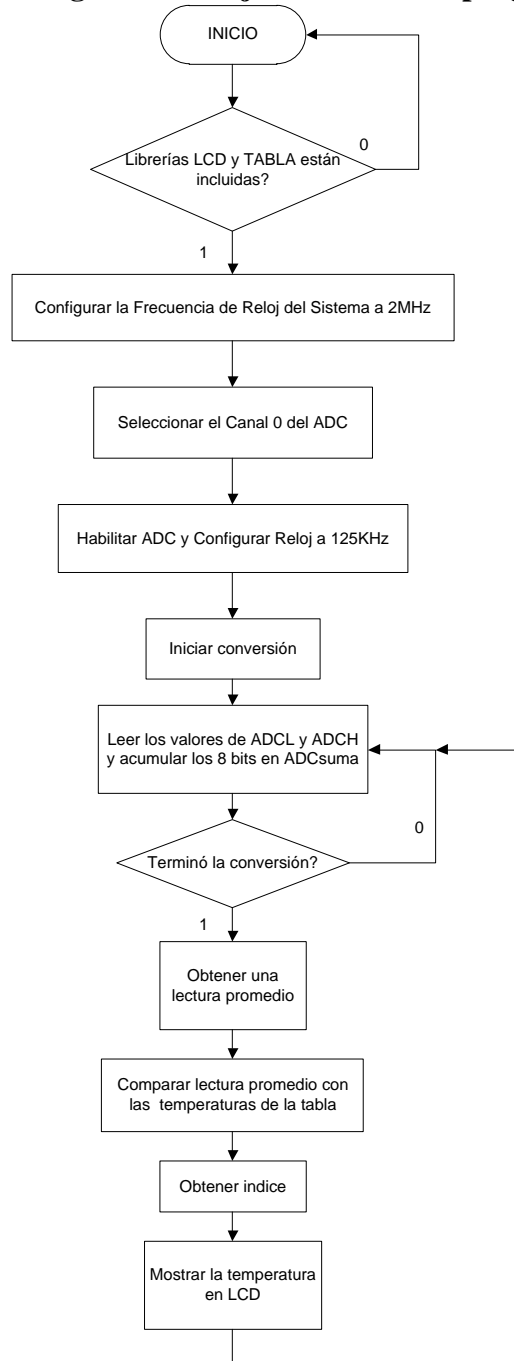 INICIO
0
Librerías LCD y TABLA están
incluidas?
1
Configurar la Frecuencia de Reloj del Sistema a 2MHz
Seleccionar el Canal 0 del ADC
Habilitar ADC y Configurar Reloj a 125KHz
Iniciar conversión
Leer los valores de ADCL y ADCH
y acumular los 8 bits en ADCsuma
0
Terminó la conversión?
1
Obtener una
lectura promedio
Comparar lectura promedio con
las temperaturas de la tabla
Obtener indice
Mostrar la temperatura
en LCD